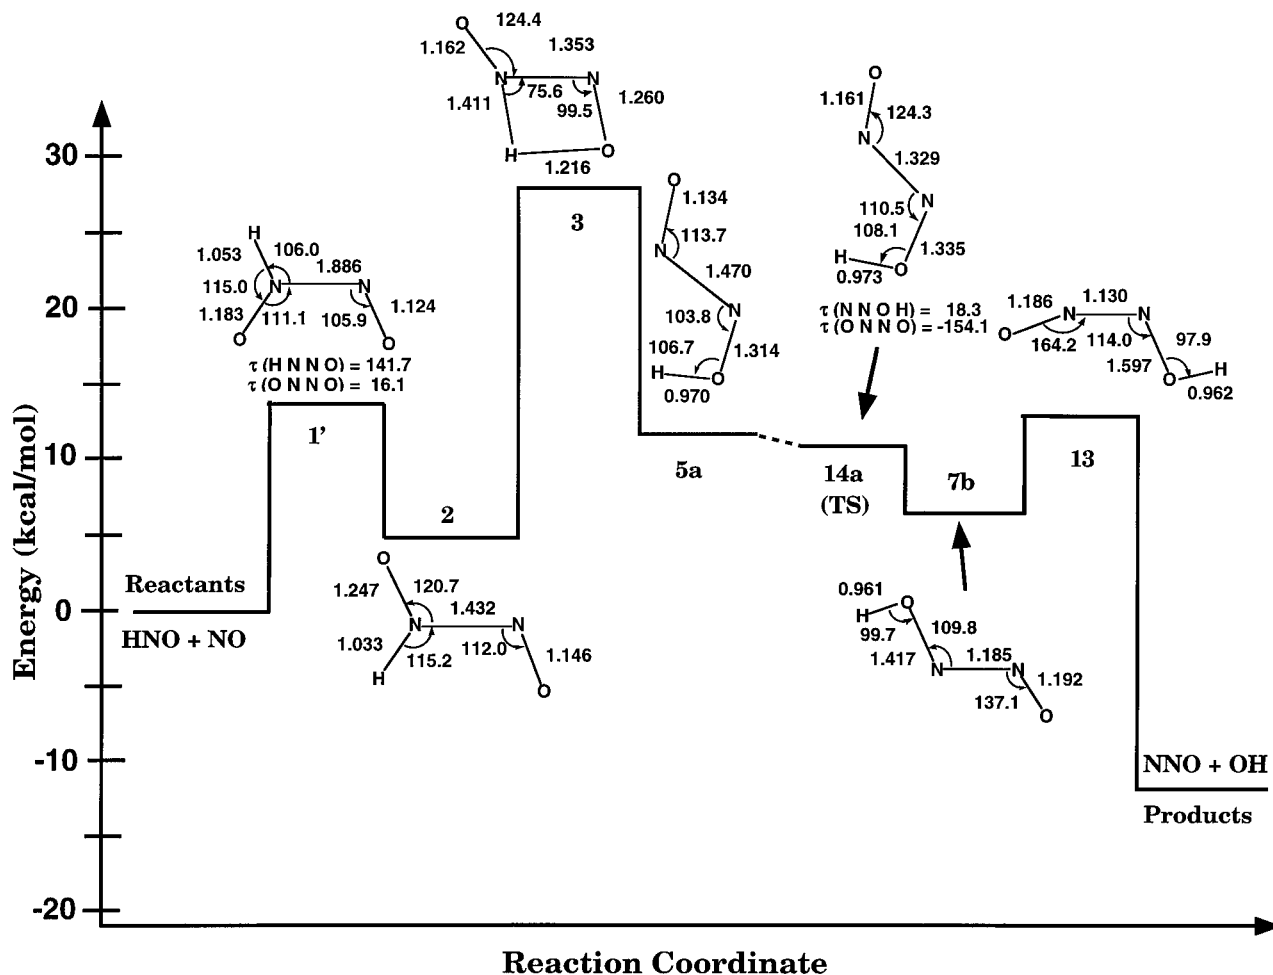 O
124.4
1.162
1.353
N
N
75.6
1.411
99.5
1.260
H
O
1.216
3
O
1.161
124.3
N
1.329
N
110.5
108.1
H
1.335
O
0.973
τ (N N O H) = 18.3
τ (O N N O) = -154.1
O
1.134
113.7
N
1.470
N
103.8
106.7
1.314
H
O
0.970
5a
H
1.053
106.0
1.886
115.0
N
N
1.183
111.1
105.9
1.124
O
O
τ (H N N O) = 141.7
τ (O N N O) = 16.1
1’
1.186
1.130
N
N
O
164.2
114.0
97.9
1.597
H
O
0.962
13
14a
(TS)
7b
2
O
1.247
120.7
1.432
N
N
1.033
115.2
112.0
1.146
H
O
0.961
O
H
99.7
109.8
1.417
1.185
N
N
1.192
137.1
O
Reactants
HNO + NO
NNO + OH
Products
30
20
10
0
-10
-20
Energy (kcal/mol)
Reaction Coordinate